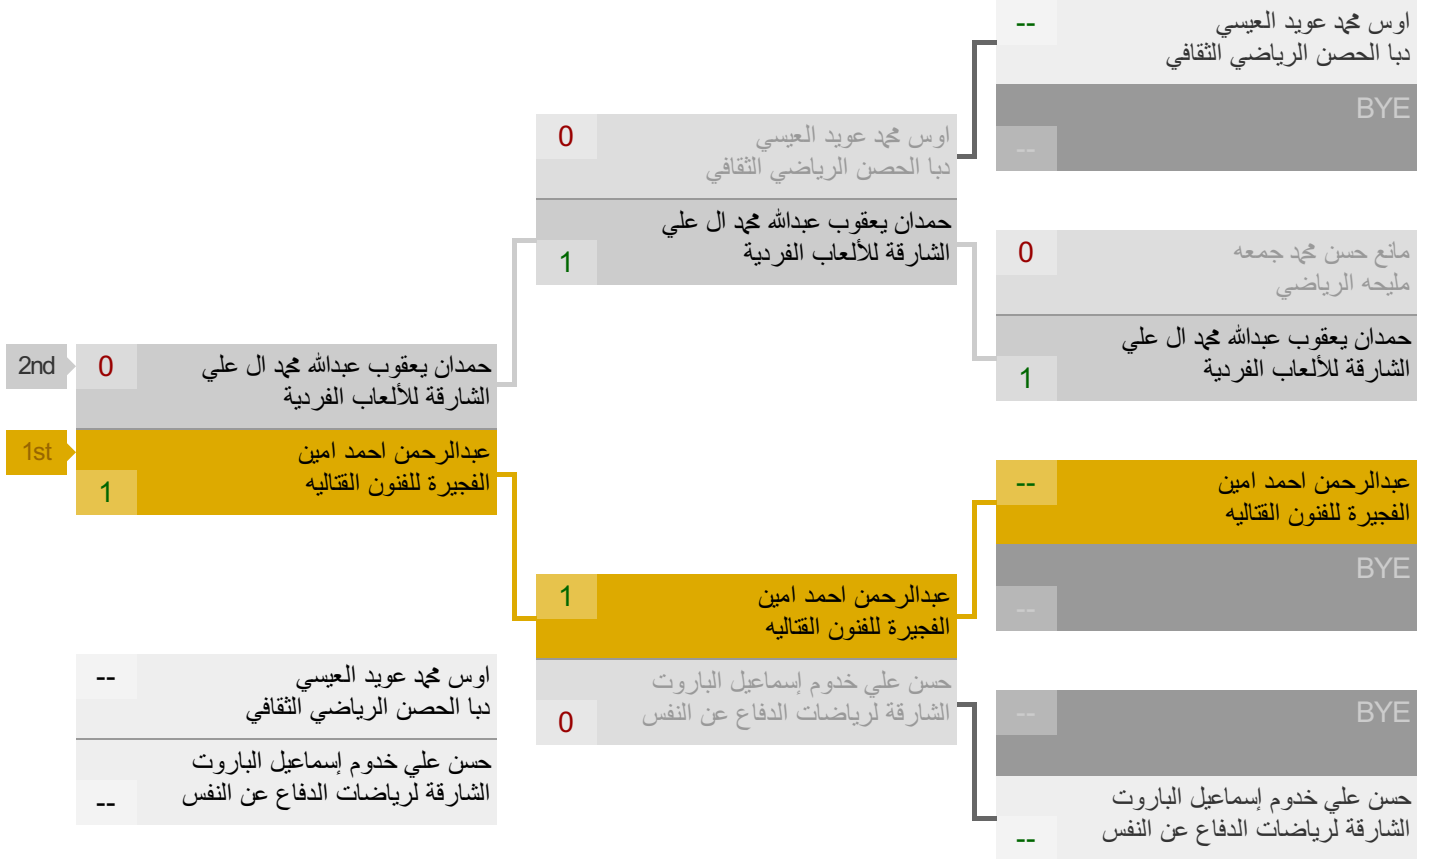 --
اوس محمد عويد العيسي
دبا الحصن الرياضي الثقافي
BYE
--
0
مانع حسن محمد جمعه
مليحه الرياضي
حمدان يعقوب عبدالله محمد ال علي
الشارقة للألعاب الفردية
1
--
عبدالرحمن احمد امين
الفجيرة للفنون القتاليه
BYE
--
--
BYE
حسن علي خدوم إسماعيل الباروت
الشارقة لرياضات الدفاع عن النفس
--
0
اوس محمد عويد العيسي
دبا الحصن الرياضي الثقافي
حمدان يعقوب عبدالله محمد ال علي
الشارقة للألعاب الفردية
1
1
عبدالرحمن احمد امين
الفجيرة للفنون القتاليه
حسن علي خدوم إسماعيل الباروت
الشارقة لرياضات الدفاع عن النفس
0
2nd
0
حمدان يعقوب عبدالله محمد ال علي
الشارقة للألعاب الفردية
1st
عبدالرحمن احمد امين
الفجيرة للفنون القتاليه
1
--
اوس محمد عويد العيسي
دبا الحصن الرياضي الثقافي
حسن علي خدوم إسماعيل الباروت
الشارقة لرياضات الدفاع عن النفس
--